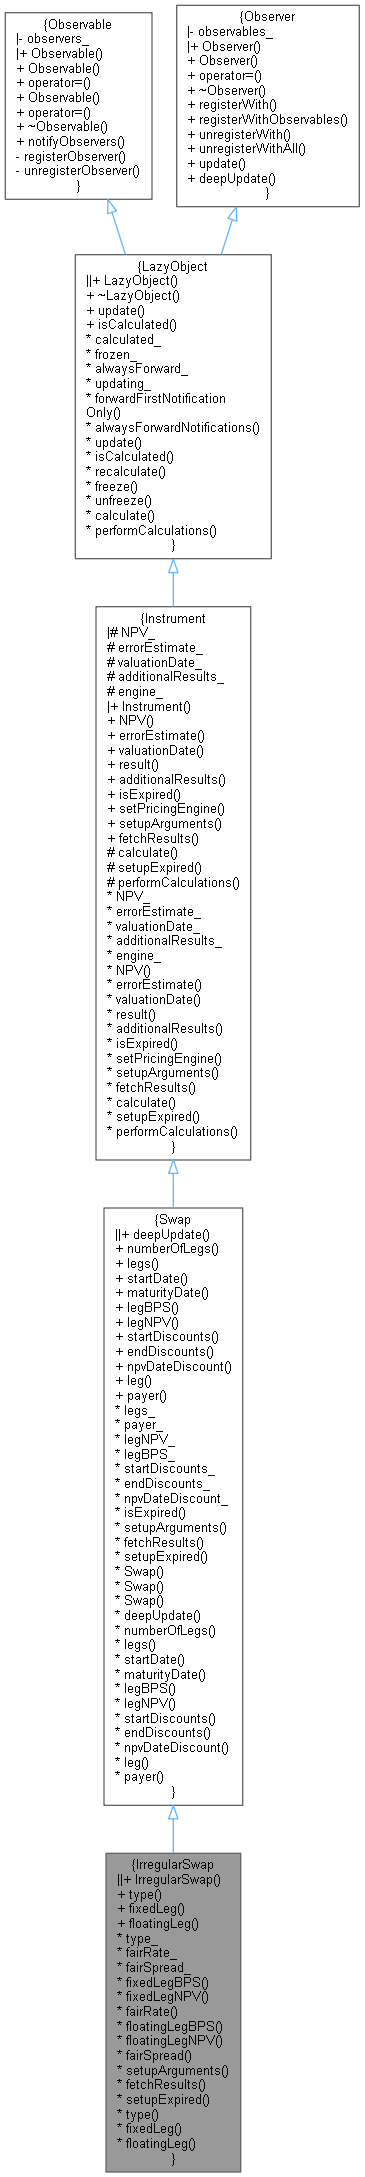 {Observable
|- observers_
|+ Observable()
+ Observable()
+ operator=()
+ Observable()
+ operator=()
+ ~Observable()
+ notifyObservers()
- registerObserver()
- unregisterObserver()
}
{Observer
|- observables_
|+ Observer()
+ Observer()
+ operator=()
+ ~Observer()
+ registerWith()
+ registerWithObservables()
+ unregisterWith()
+ unregisterWithAll()
+ update()
+ deepUpdate()
}
{LazyObject
||+ LazyObject()
+ ~LazyObject()
+ update()
+ isCalculated()
* calculated_
* frozen_
* alwaysForward_
* updating_
* forwardFirstNotification
Only()
* alwaysForwardNotifications()
* update()
* isCalculated()
* recalculate()
* freeze()
* unfreeze()
* calculate()
* performCalculations()
}
{Instrument
|# NPV_
# errorEstimate_
# valuationDate_
# additionalResults_
# engine_
|+ Instrument()
+ NPV()
+ errorEstimate()
+ valuationDate()
+ result()
+ additionalResults()
+ isExpired()
+ setPricingEngine()
+ setupArguments()
+ fetchResults()
# calculate()
# setupExpired()
# performCalculations()
* NPV_
* errorEstimate_
* valuationDate_
* additionalResults_
* engine_
* NPV()
* errorEstimate()
* valuationDate()
* result()
* additionalResults()
* isExpired()
* setPricingEngine()
* setupArguments()
* fetchResults()
* calculate()
* setupExpired()
* performCalculations()
}
{Swap
||+ deepUpdate()
+ numberOfLegs()
+ legs()
+ startDate()
+ maturityDate()
+ legBPS()
+ legNPV()
+ startDiscounts()
+ endDiscounts()
+ npvDateDiscount()
+ leg()
+ payer()
* legs_
* payer_
* legNPV_
* legBPS_
* startDiscounts_
* endDiscounts_
* npvDateDiscount_
* isExpired()
* setupArguments()
* fetchResults()
* setupExpired()
* Swap()
* Swap()
* Swap()
* deepUpdate()
* numberOfLegs()
* legs()
* startDate()
* maturityDate()
* legBPS()
* legNPV()
* startDiscounts()
* endDiscounts()
* npvDateDiscount()
* leg()
* payer()
}
{IrregularSwap
||+ IrregularSwap()
+ type()
+ fixedLeg()
+ floatingLeg()
* type_
* fairRate_
* fairSpread_
* fixedLegBPS()
* fixedLegNPV()
* fairRate()
* floatingLegBPS()
* floatingLegNPV()
* fairSpread()
* setupArguments()
* fetchResults()
* setupExpired()
* type()
* fixedLeg()
* floatingLeg()
}